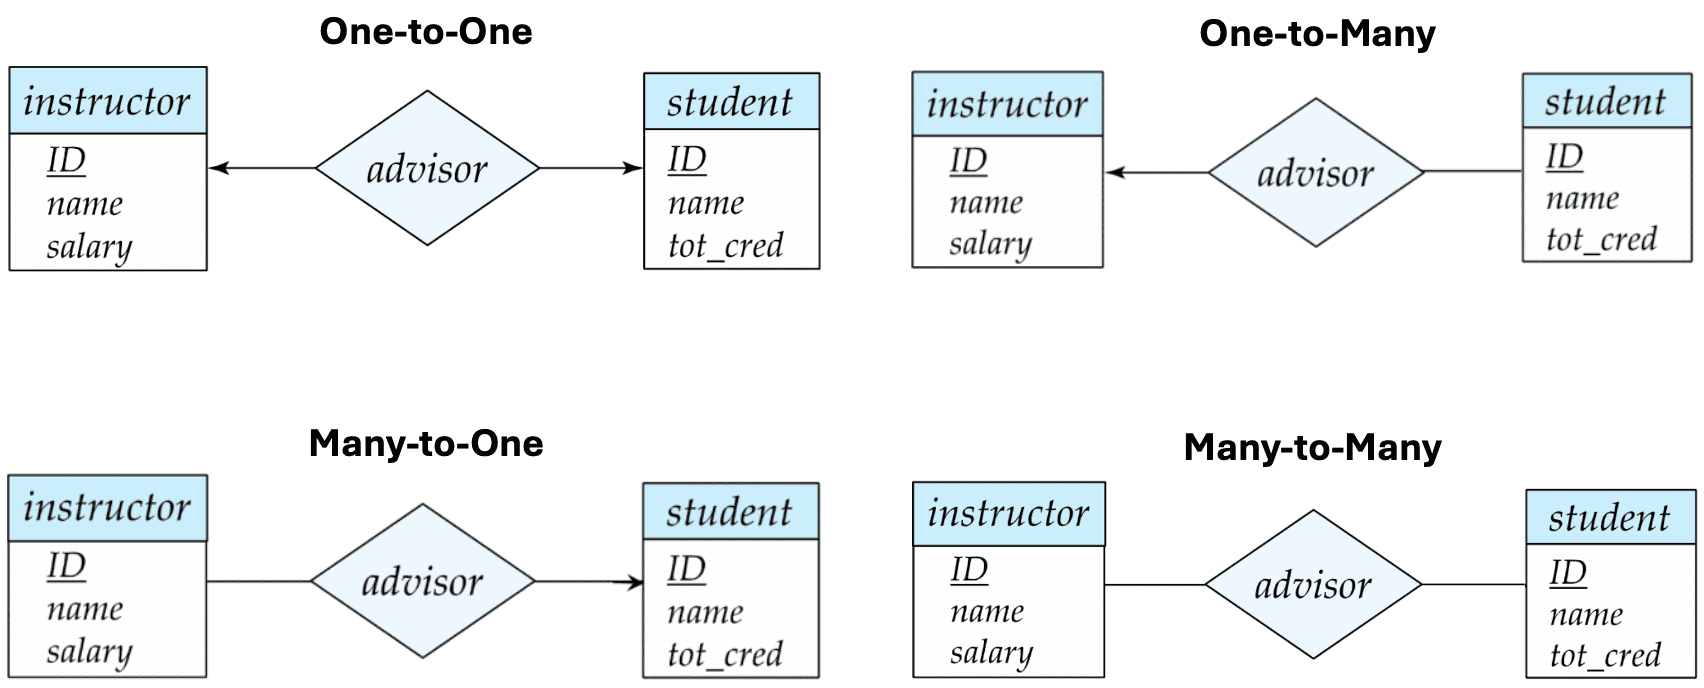 One-to-One
instructor
ID
name
salary
advisor
student
ID
name
tot_cred
One-to-Many
instructor
ID
name
salary
advisor
student
ID
name
tot_cred
Many-to-One
instructor
ID
name
salary
advisor
student
ID
name
tot_cred
Many-to-Many
instructor
ID
name
salary
advisor
student
ID
name
tot_cred